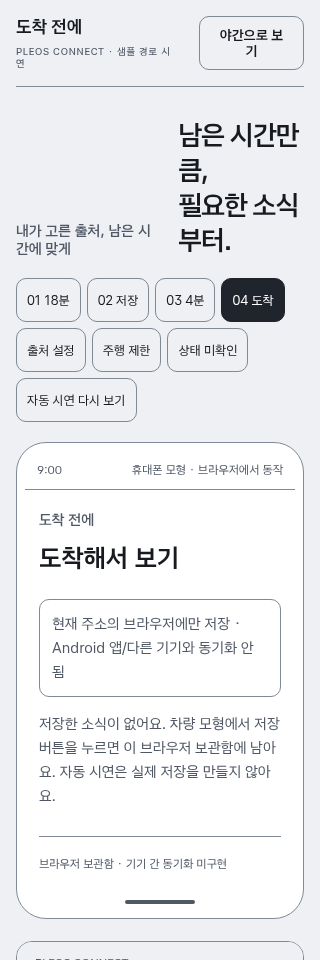 도착 전에
PLEOS CONNECT · 샘플 경로 시
연
야간으로 보
기
내가 고른 출처, 남은 시
간에 맞게
남은 시간만
큼,
필요한 소식
부터.
01 18분
02 저장
03 4분
04 도착
출처 설정
주행 제한
상태 미확인
자동 시연 다시 보기
9:00
휴대폰 모형 · 브라우저에서 동작
도착 전에
도착해서 보기
현재 주소의 브라우저에만 저장 ·
Android 앱/다른 기기와 동기화 안
됨
저장한 소식이 없어요. 차량 모형에서 저장
버튼을 누르면 이 브라우저 보관함에 남아
요. 자동 시연은 실제 저장을 만들지 않아
요.
브라우저 보관함 · 기기 간 동기화 미구현